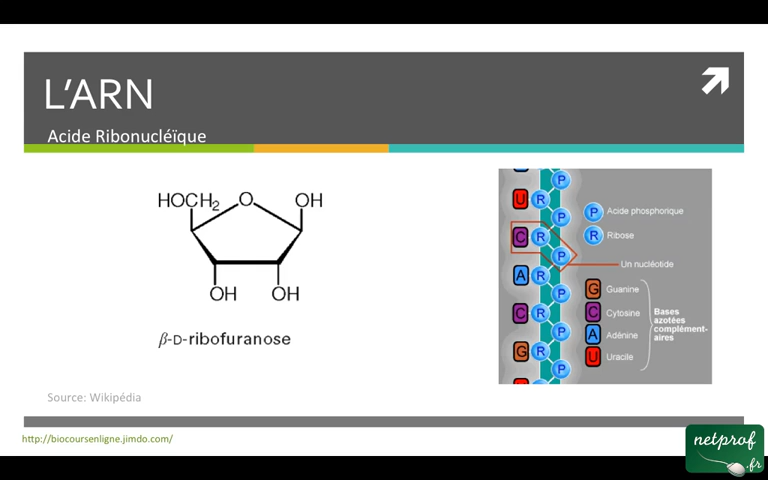 L'ARN
Acide Ribonucléïque
HOCH2
O
OH
OH
OH
β-D-ribofuranose
U
R
P
C
R
P
A
R
P
C
R
P
G
R
P
R
P
P
P Acide phosphorique
R Ribose
Un nucléotide
G Guanine
C Cytosine
A Adénine
U Uracile
Bases
azotées
complément-
aires
Source: Wikipédia
http://biocoursenligne.jimdo.com/
netprof
.fr